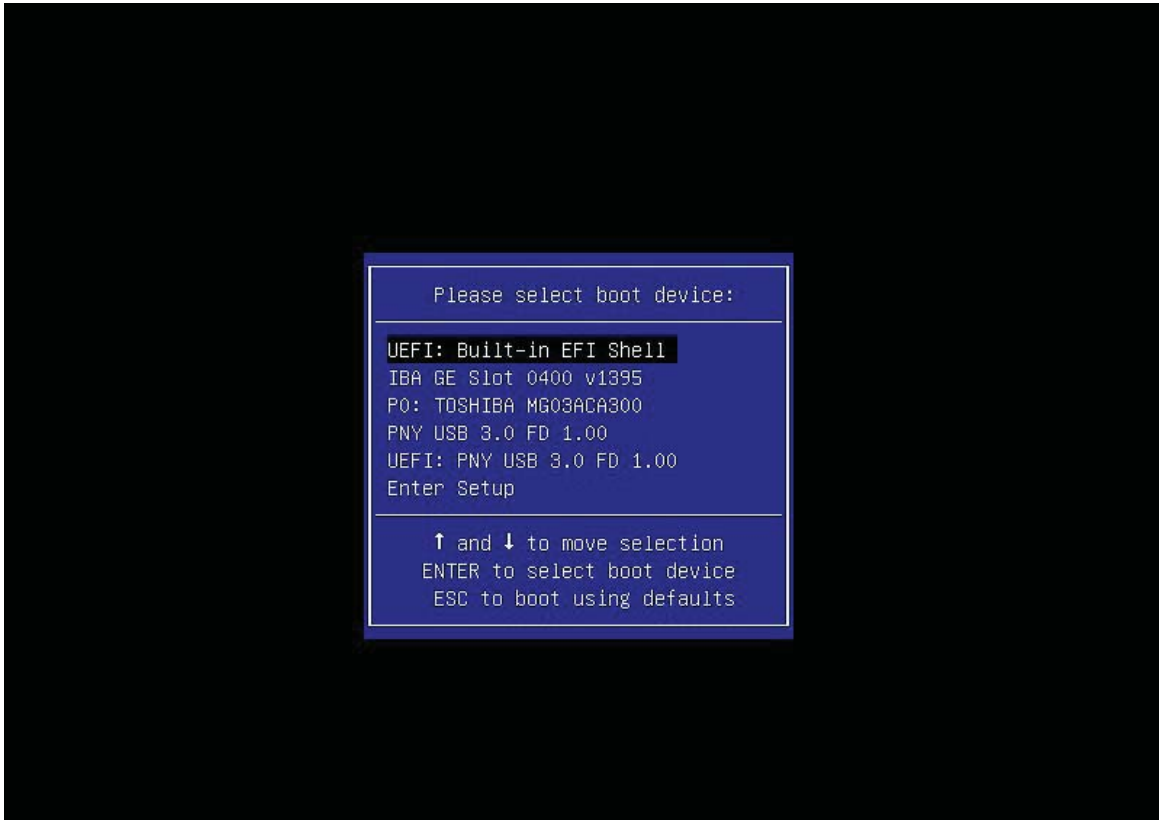 Please select boot device:
UEFI: Built-in EFI Shell
IBA GE Slot 0400 v1395
P0: TOSHIBA MG03ACA300
PNY USB 3.0 FD 1.00
UEFI: PNY USB 3.0 FD 1.00
Enter Setup
↑ and ↓ to move selection
ENTER to select boot device
ESC to boot using defaults